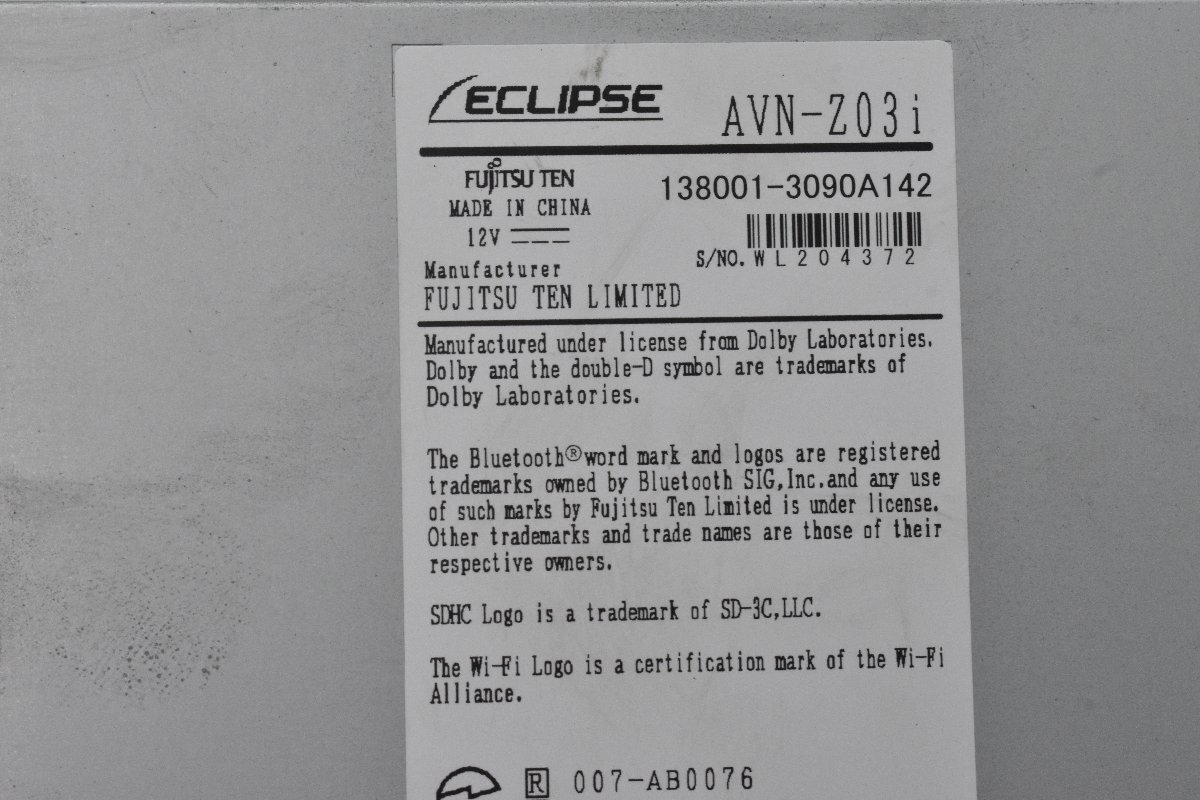 ECLIPSE AVN-Z03i
FUJITSU TEN 138001-3090A142
MADE IN CHINA
12V
S/NO. WL204372
Manufacturer
FUJITSU TEN LIMITED
Manufactured under license from Dolby Laboratories.
Dolby and the double-D symbol are trademarks of
Dolby Laboratories.
The Bluetooth®word mark and logos are registered
trademarks owned by Bluetooth SIG,Inc.and any use
of such marks by Fujitsu Ten Limited is under license.
Other trademarks and trade names are those of their
respective owners.
SDHC Logo is a trademark of SD-3C,LLC.
The Wi-Fi Logo is a certification mark of the Wi-Fi
Alliance.
R 007-AB0076